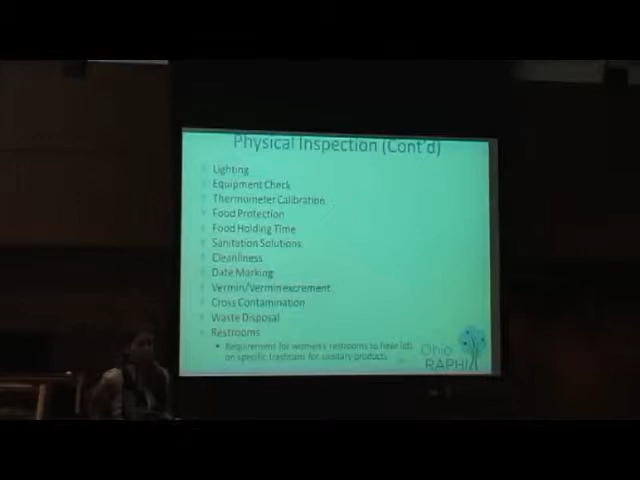 Physical Inspection (Cont'd)
Lighting
Equipment Check
Thermometer Calibration
Food Protection
Food Holding Time
Sanitation Solutions
Cleanliness
Date Marking
Vermin/Vermin excrement
Cross Contamination
Waste Disposal
Restrooms
Requirement for women's restrooms to have lids
on specific trashcans for sanitary products
Ohio
RAPHI